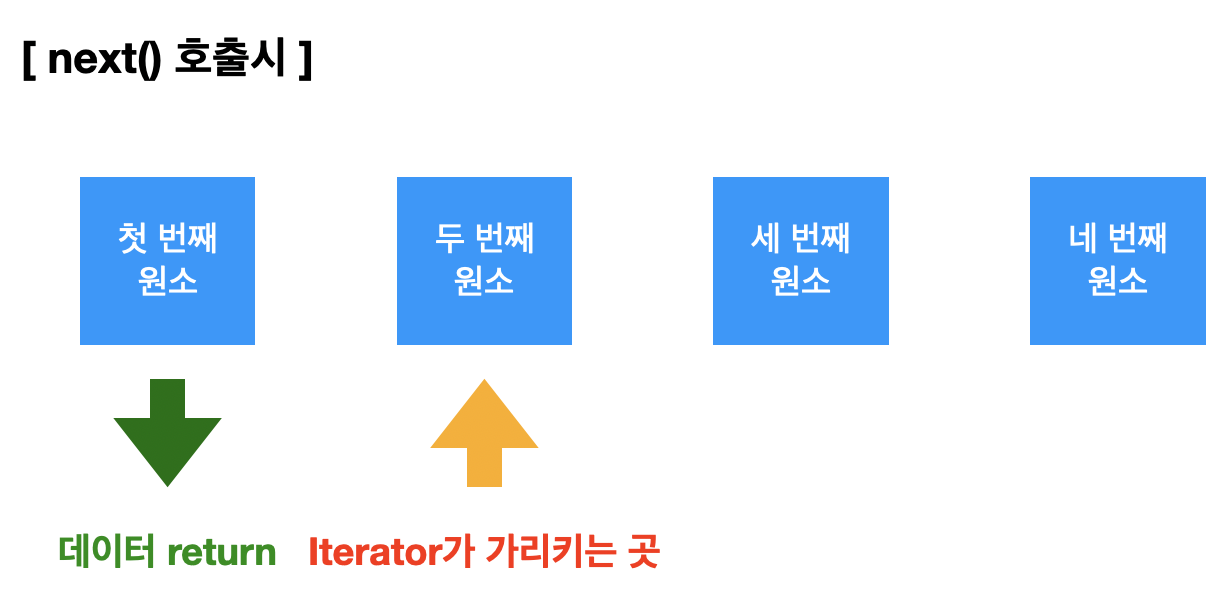 [ next() 호출시 ]
첫 번째
원소
두 번째
원소
세 번째
원소
네 번째
원소
데이터 return
Iterator가 가리키는 곳